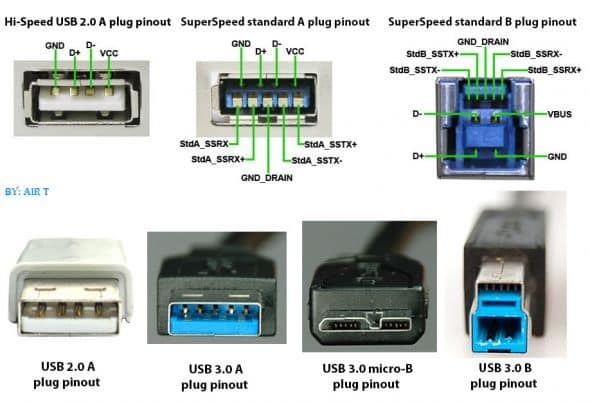 Hi-Speed USB 2.0 A plug pinout
GND
D+
D-
VCC
SuperSpeed standard A plug pinout
GND
D+
D-
VCC
StdA_SSRX
StdA_SSRX+
GND_DRAIN
StdA_SSTX-
StdA_SSTX+
SuperSpeed standard B plug pinout
GND_DRAIN
StdB_SSTX+
StdB_SSRX-
StdB_SSTX-
StdB_SSRX+
D-
VBUS
D+
GND
BY: AIR T
USB 2.0 A
plug pinout
USB 3.0 A
plug pinout
USB 3.0 micro-B
plug pinout
USB 3.0 B
plug pinout